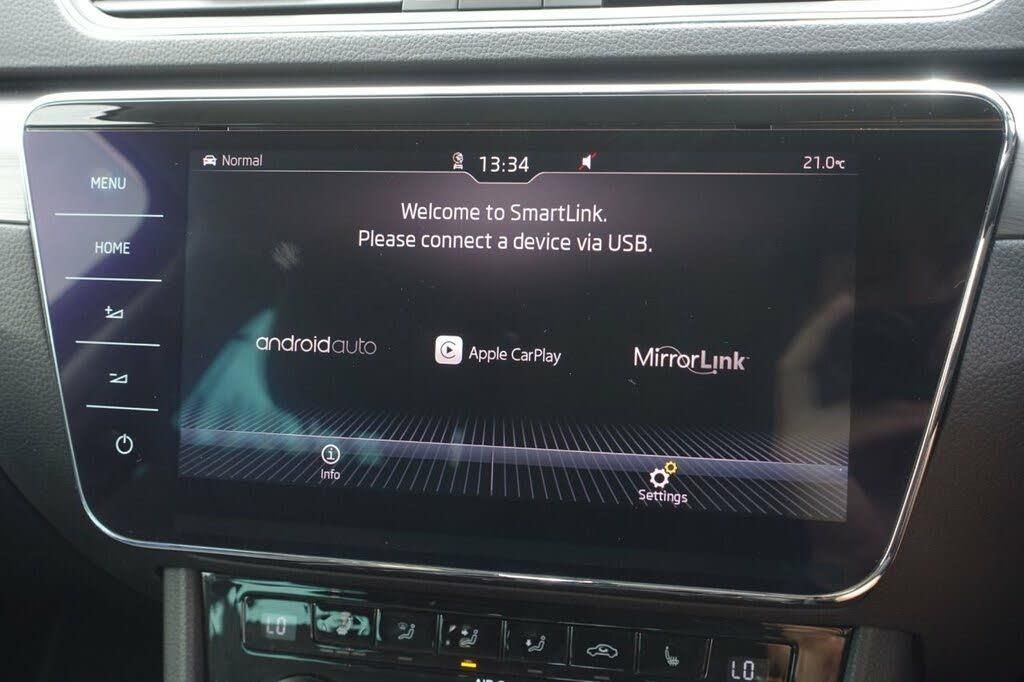 Normal
13:34
21.0°C
MENU
Welcome to SmartLink.
Please connect a device via USB.
HOME
androidauto
Apple CarPlay
MirrorLink
Info
Settings
LO
LO